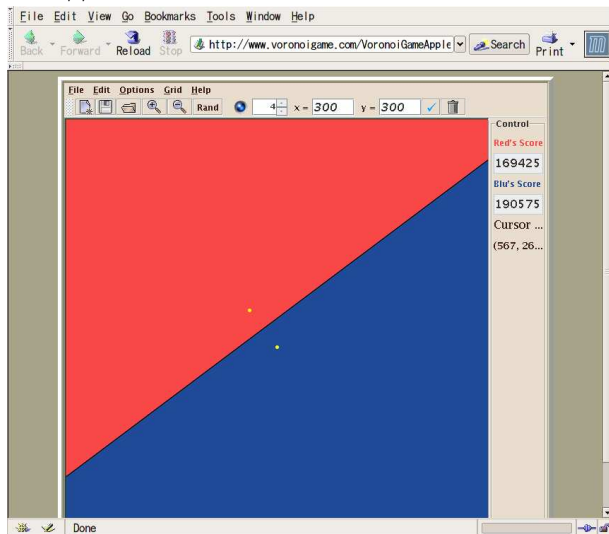 File Edit View Go Bookmarks Tools Window Help
Back Forward Reload Stop http://www.voronoigame.com/VoronoiGameApple Search Print
File Edit Options Grid Help
Rand 4 x = 300 y = 300
Control
Red's Score
169425
Blu's Score
190575
Cursor ...
(567, 26...
Done